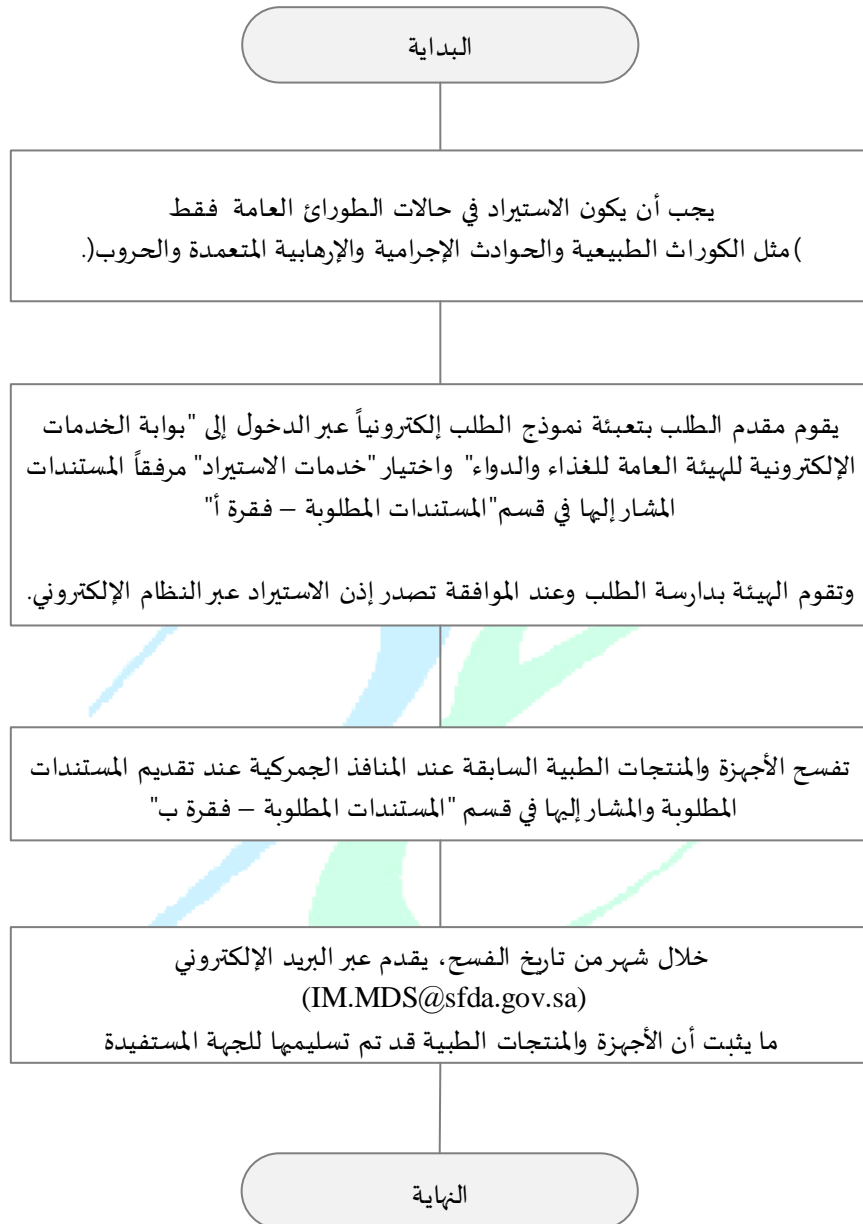 البداية
يجب أن يكون الاستيراد في حالات الطورائ العامة فقط
)مثل الكوراث الطبيعية والحوادث الإجرامية والإرهابية المتعمدة والحروب(.
يقوم مقدم الطلب بتعبئة نموذج الطلب إلكترونياً عبر الدخول إلى "بوابة الخدمات
الإلكترونية للهيئة العامة للغذاء والدواء" واختيار "خدمات الاستيراد" مرفقاً المستندات
المشار إليها في قسم "المستندات المطلوبة – فقرة أ"
وتقوم الهيئة بدارسة الطلب وعند الموافقة تصدر إذن الاستيراد عبر النظام الإلكتروني.
تفسح الأجهزة والمنتجات الطبية السابقة عند المنافذ الجمركية عند تقديم المستندات
المطلوبة والمشار إليها في قسم "المستندات المطلوبة – فقرة ب"
خلال شهر من تاريخ الفسح، يقدم عبر البريد الإلكتروني
(IM.MDS@sfda.gov.sa)
ما يثبت أن الأجهزة والمنتجات الطبية قد تم تسليمها للجهة المستفيدة
النهاية